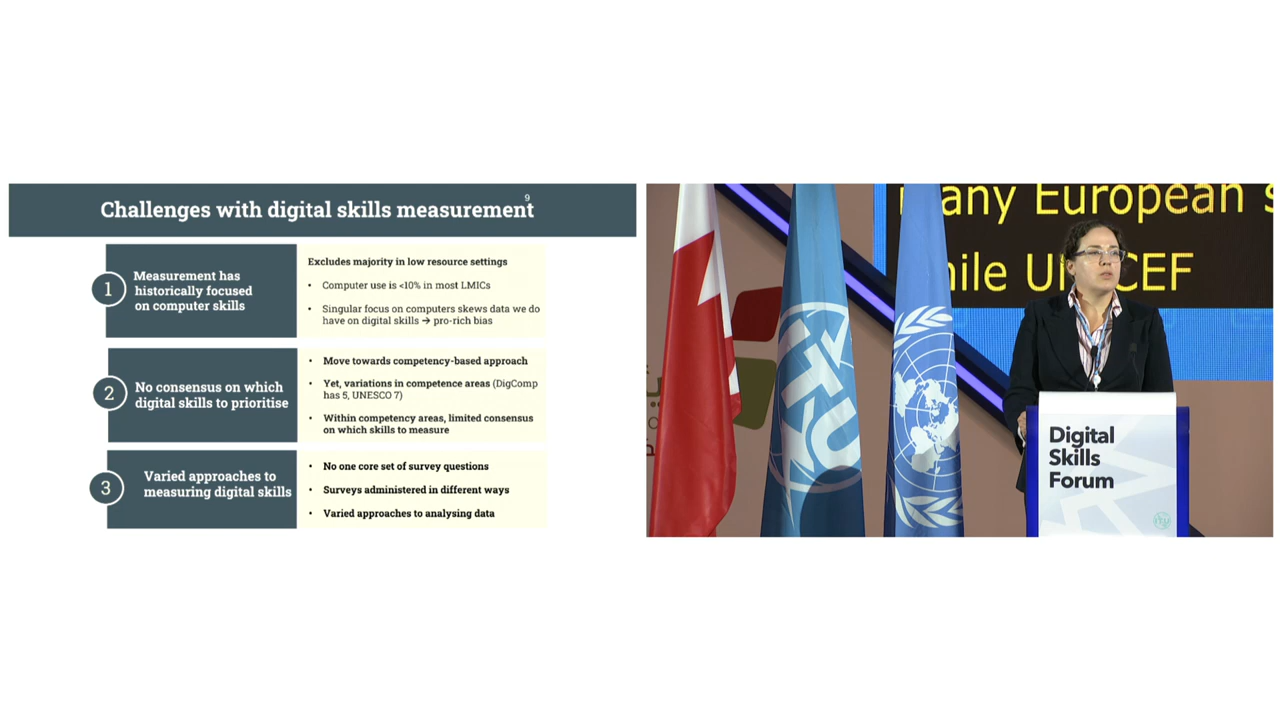 9
Challenges with digital skills measurement
1
Measurement has
historically focused
on computer skills
Excludes majority in low resource settings
• Computer use is <10% in most LMICs
• Singular focus on computers skews data we do
have on digital skills → pro-rich bias
2
No consensus on which
digital skills to prioritise
• Move towards competency-based approach
• Yet, variations in competence areas (DigComp
has 5, UNESCO 7)
• Within competency areas, limited consensus
on which skills to measure
3
Varied approaches to
measuring digital skills
• No one core set of survey questions
• Surveys administered in different ways
• Varied approaches to analysing data
European s
ITU
Digital
Skills
Forum
ITU